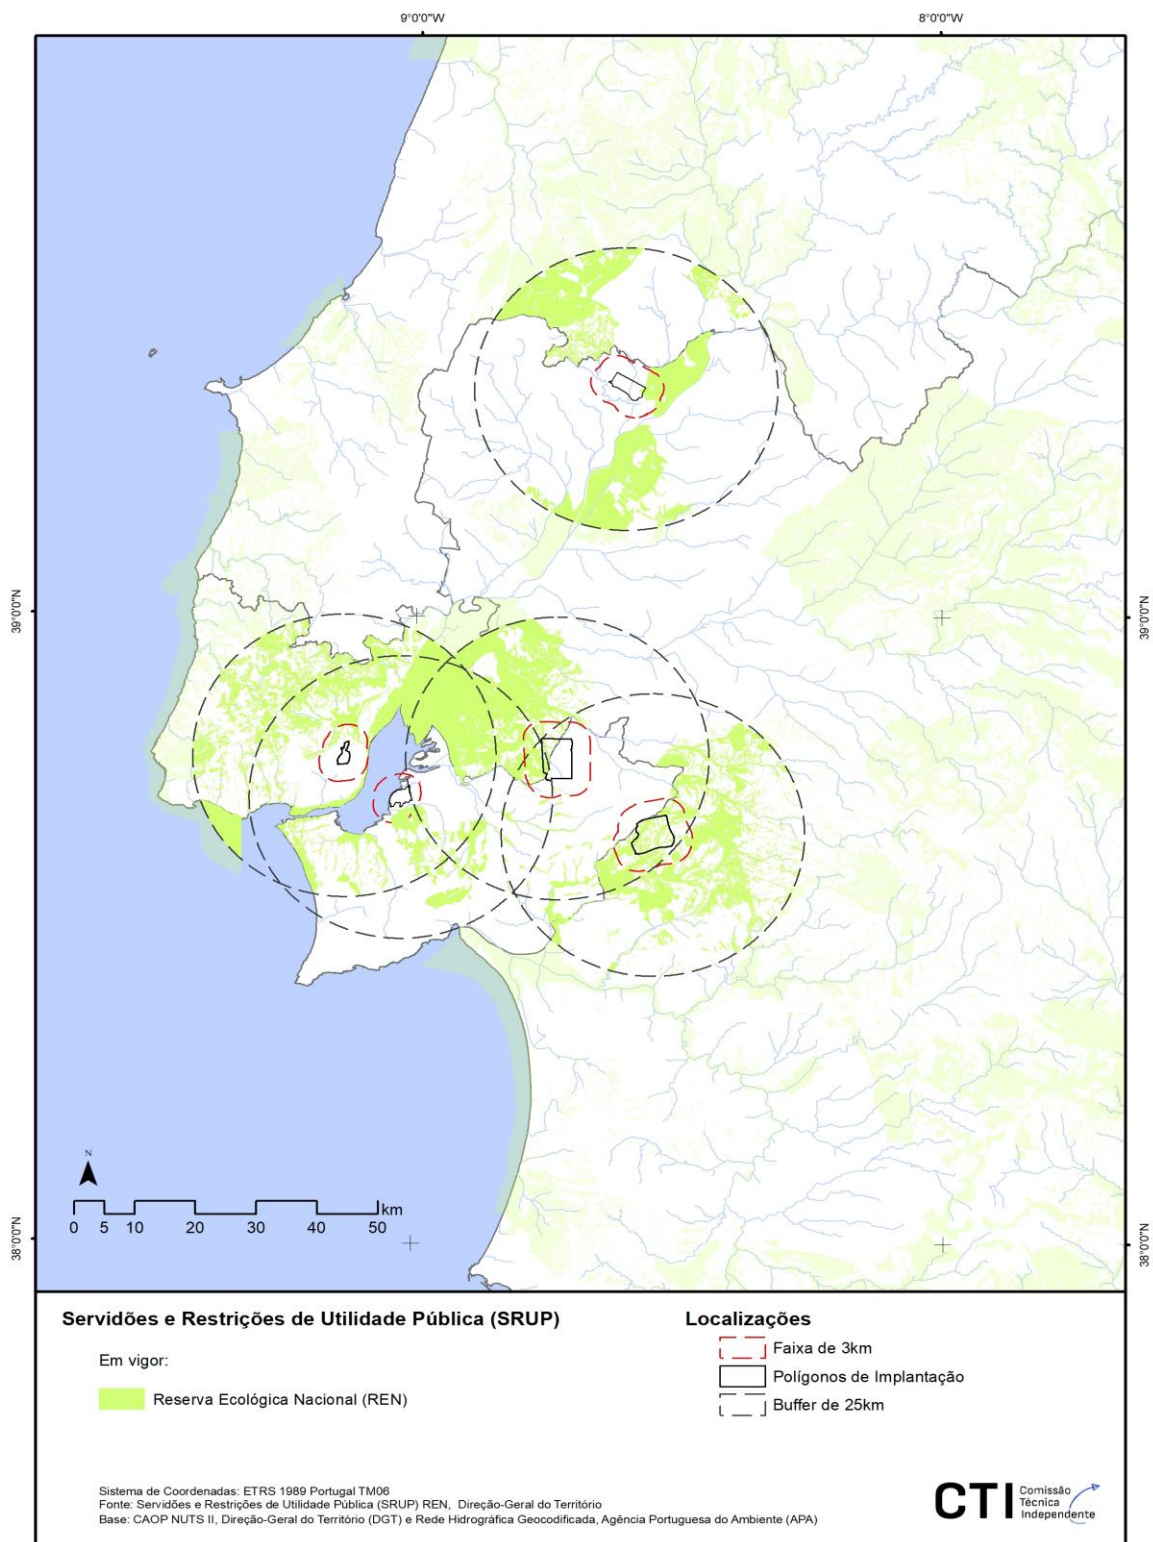 9°0'0"W
8°0'0"W
39°0'0"N
39°0'0"N
38°0'0"N
38°0'0"N
N
0 5 10 20 30 40 50 km
Servidões e Restrições de Utilidade Pública (SRUP)
Em vigor:
Reserva Ecológica Nacional (REN)
Localizações
Faixa de 3km
Polígonos de Implantação
Buffer de 25km
Sistema de Coordenadas: ETRS 1989 Portugal TM06
Fonte: Servidões e Restrições de Utilidade Pública (SRUP) REN, Direção-Geral do Território
Base: CAOP NUTS II, Direção-Geral do Território (DGT) e Rede Hidrográfica Geocodificada, Agência Portuguesa do Ambiente (APA)
CTI
Comissão
Técnica
Independente